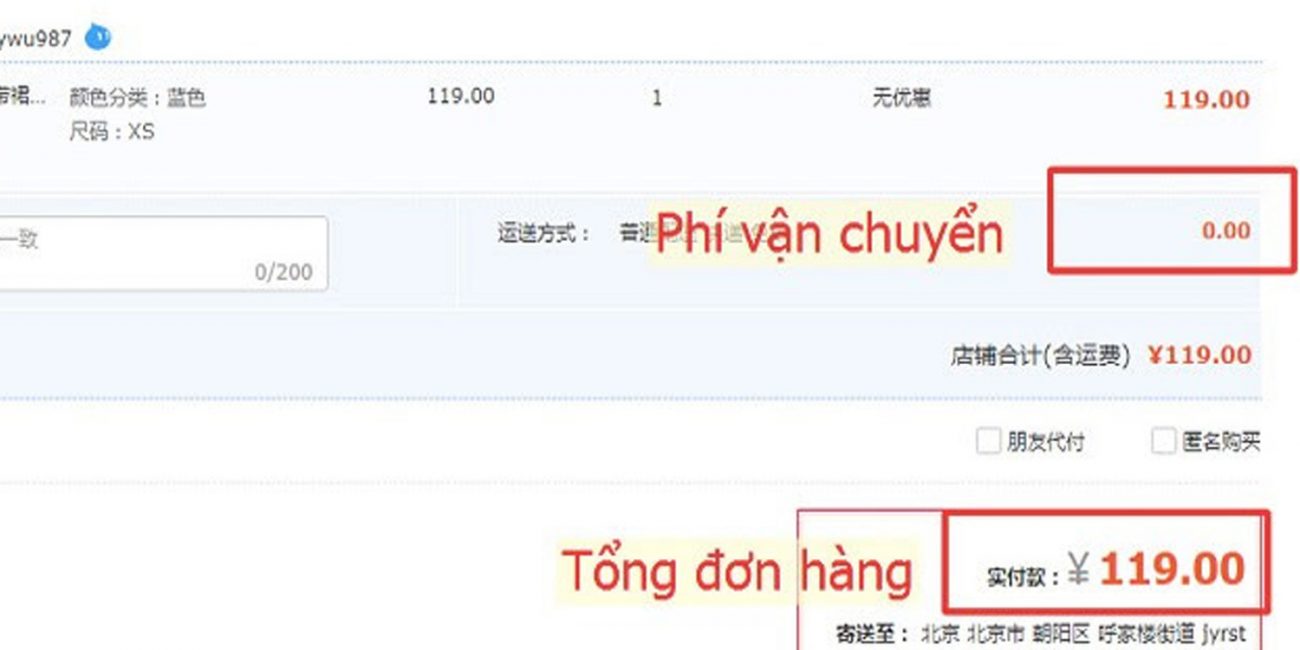 ywu987
带裙... 颜色分类：蓝色 119.00 1 无优惠 119.00
尺码：XS
一致
0/200
运送方式： 普通
Phí vận chuyển
0.00
店铺合计(含运费) ¥119.00
朋友代付 匿名购买
Tổng đơn hàng
实付款：¥ 119.00
寄送至： 北京 北京市 朝阳区 呼家楼街道 jyrst